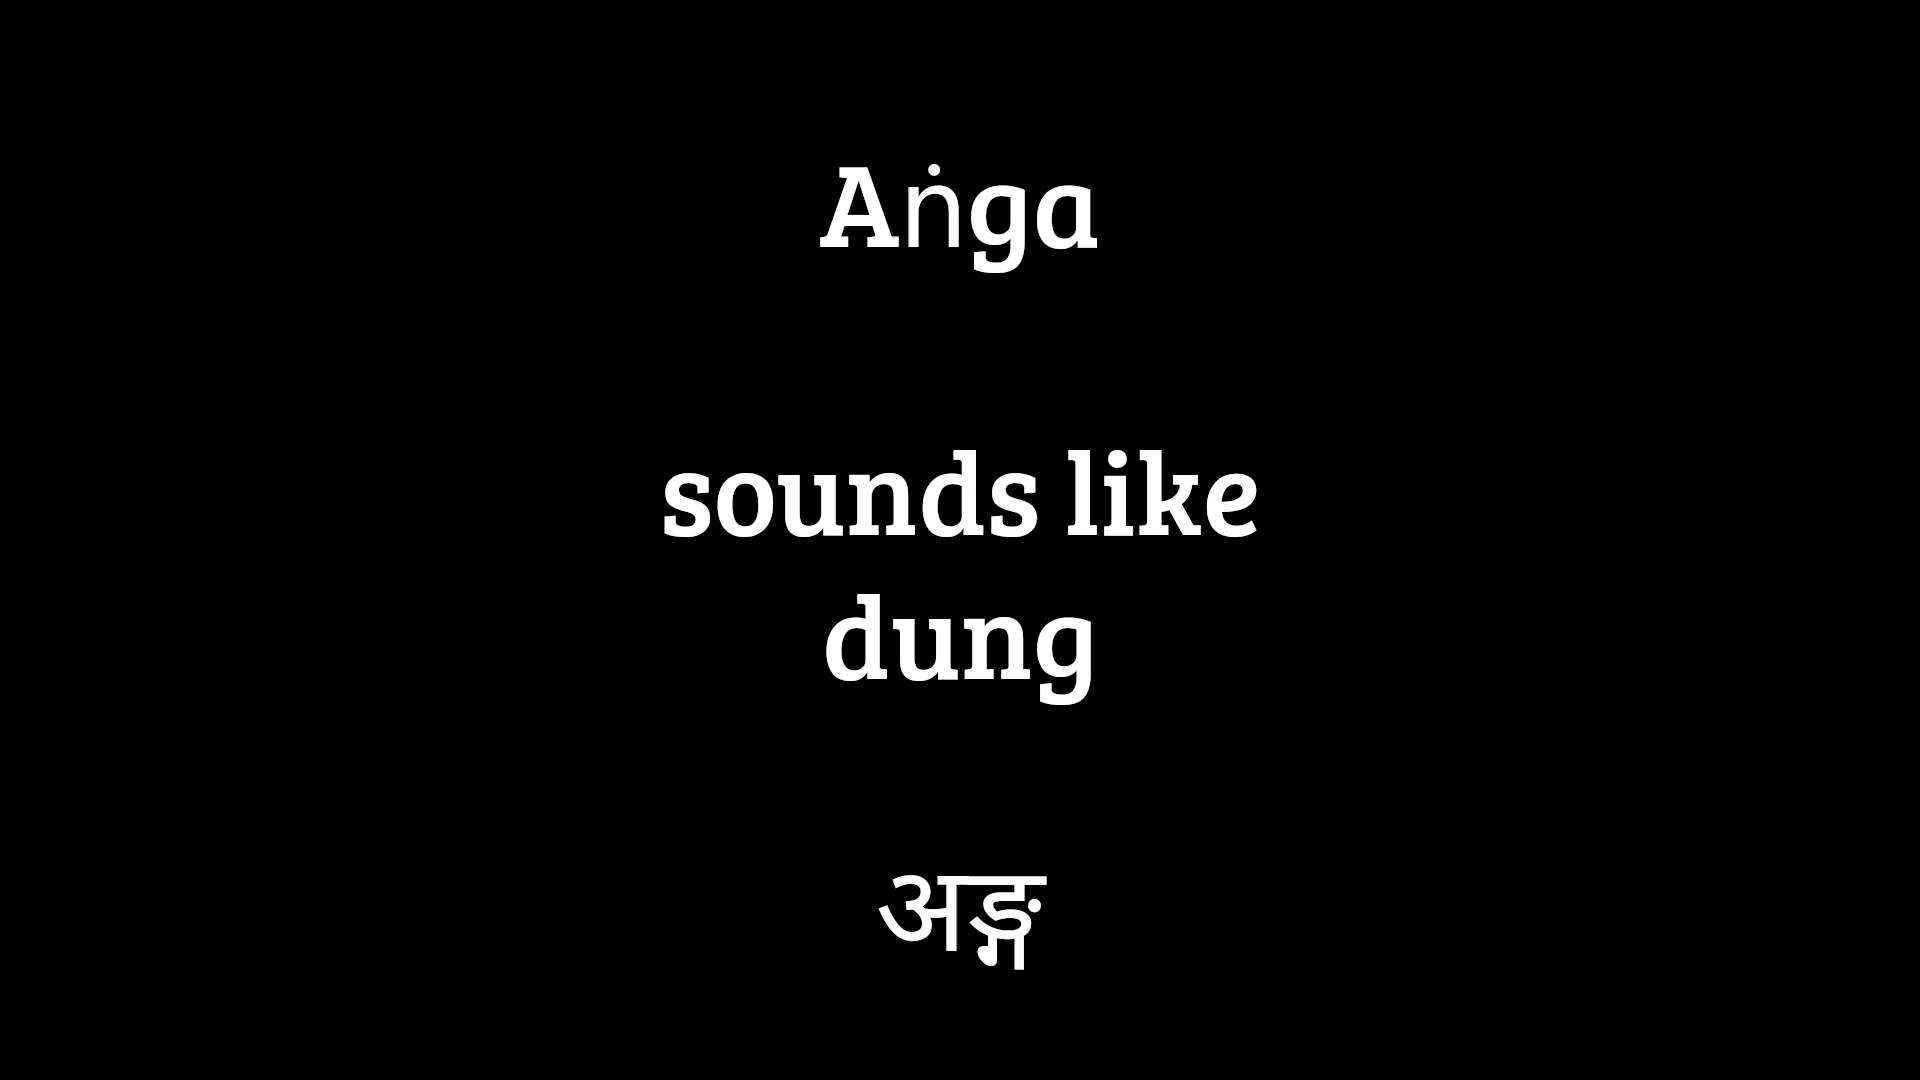 Aṅga
sounds like
dung
अङ्ग